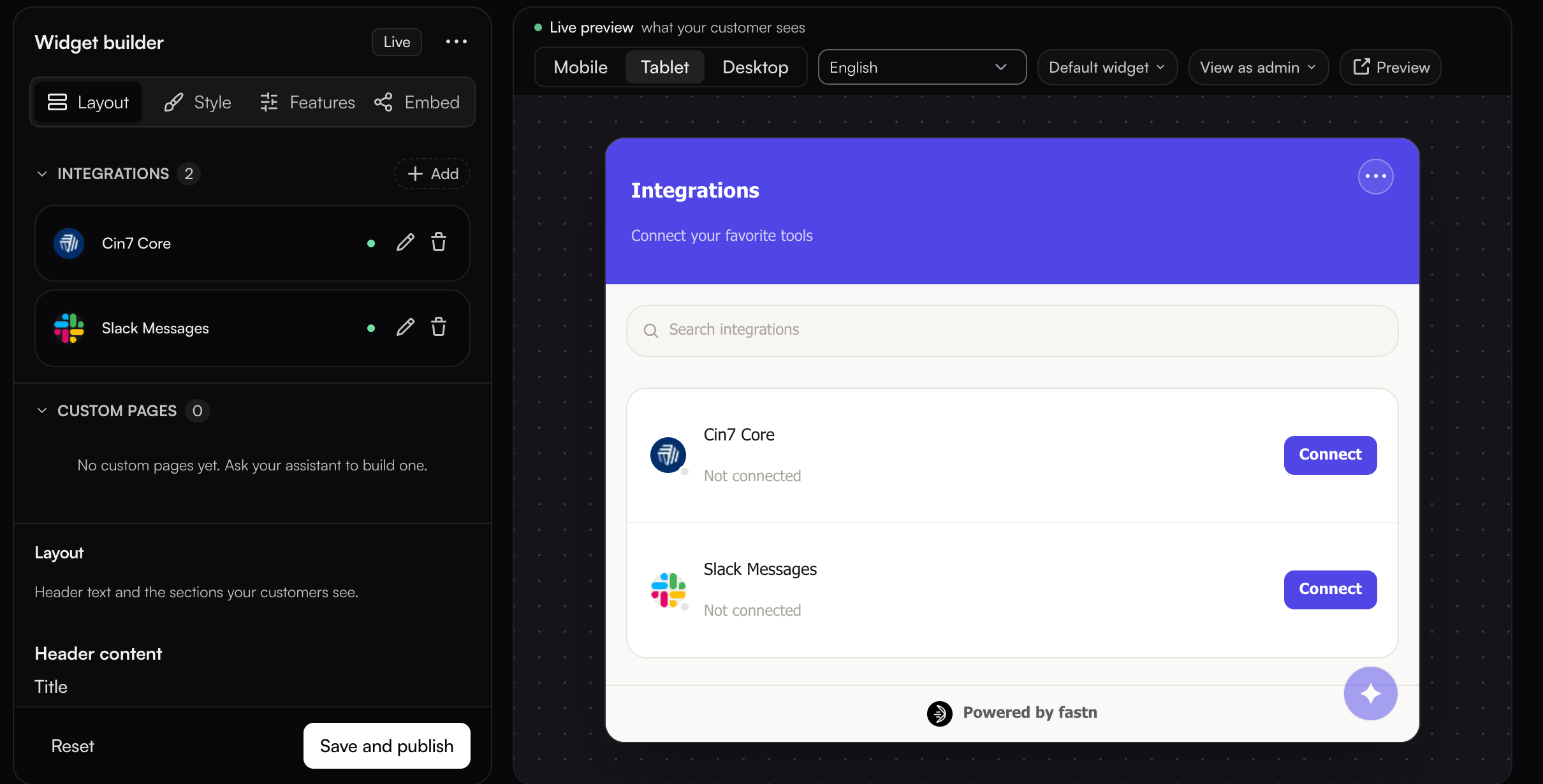 Widget builder
Live
Layout
Style
Features
Embed
INTEGRATIONS 2
Add
Cin7 Core
Slack Messages
CUSTOM PAGES 0
No custom pages yet. Ask your assistant to build one.
Layout
Header text and the sections your customers see.
Header content
Title
Reset
Save and publish
Live preview what your customer sees
Mobile
Tablet
Desktop
English
Default widget
View as admin
Preview
Integrations
Connect your favorite tools
Search integrations
Cin7 Core
Not connected
Connect
Slack Messages
Not connected
Connect
Powered by fastn